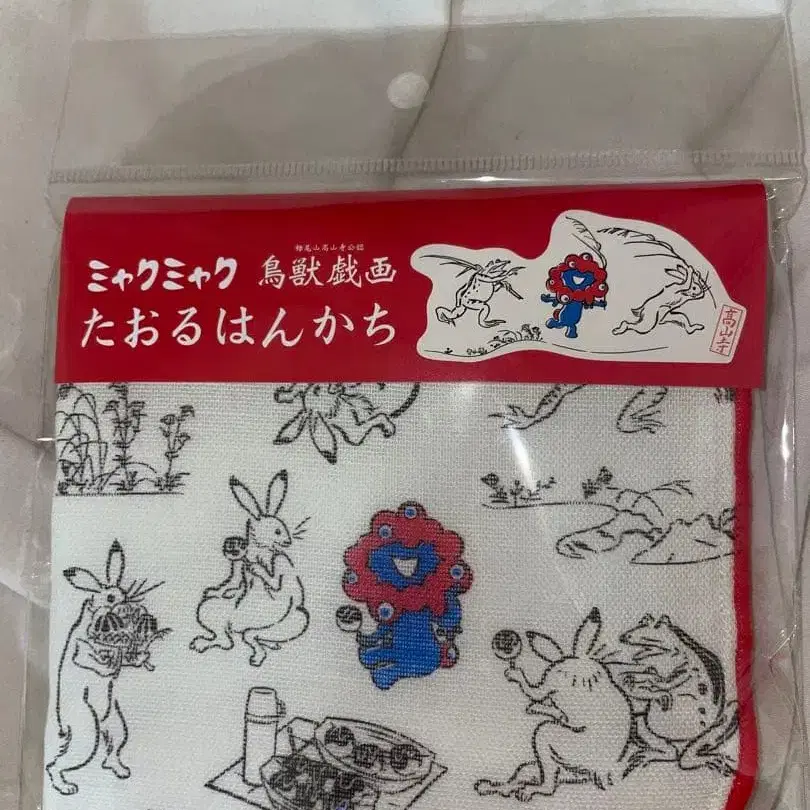 栂尾山高山寺公認
ミャクミャク 鳥獣戯画
たおるはんかち
高山寺